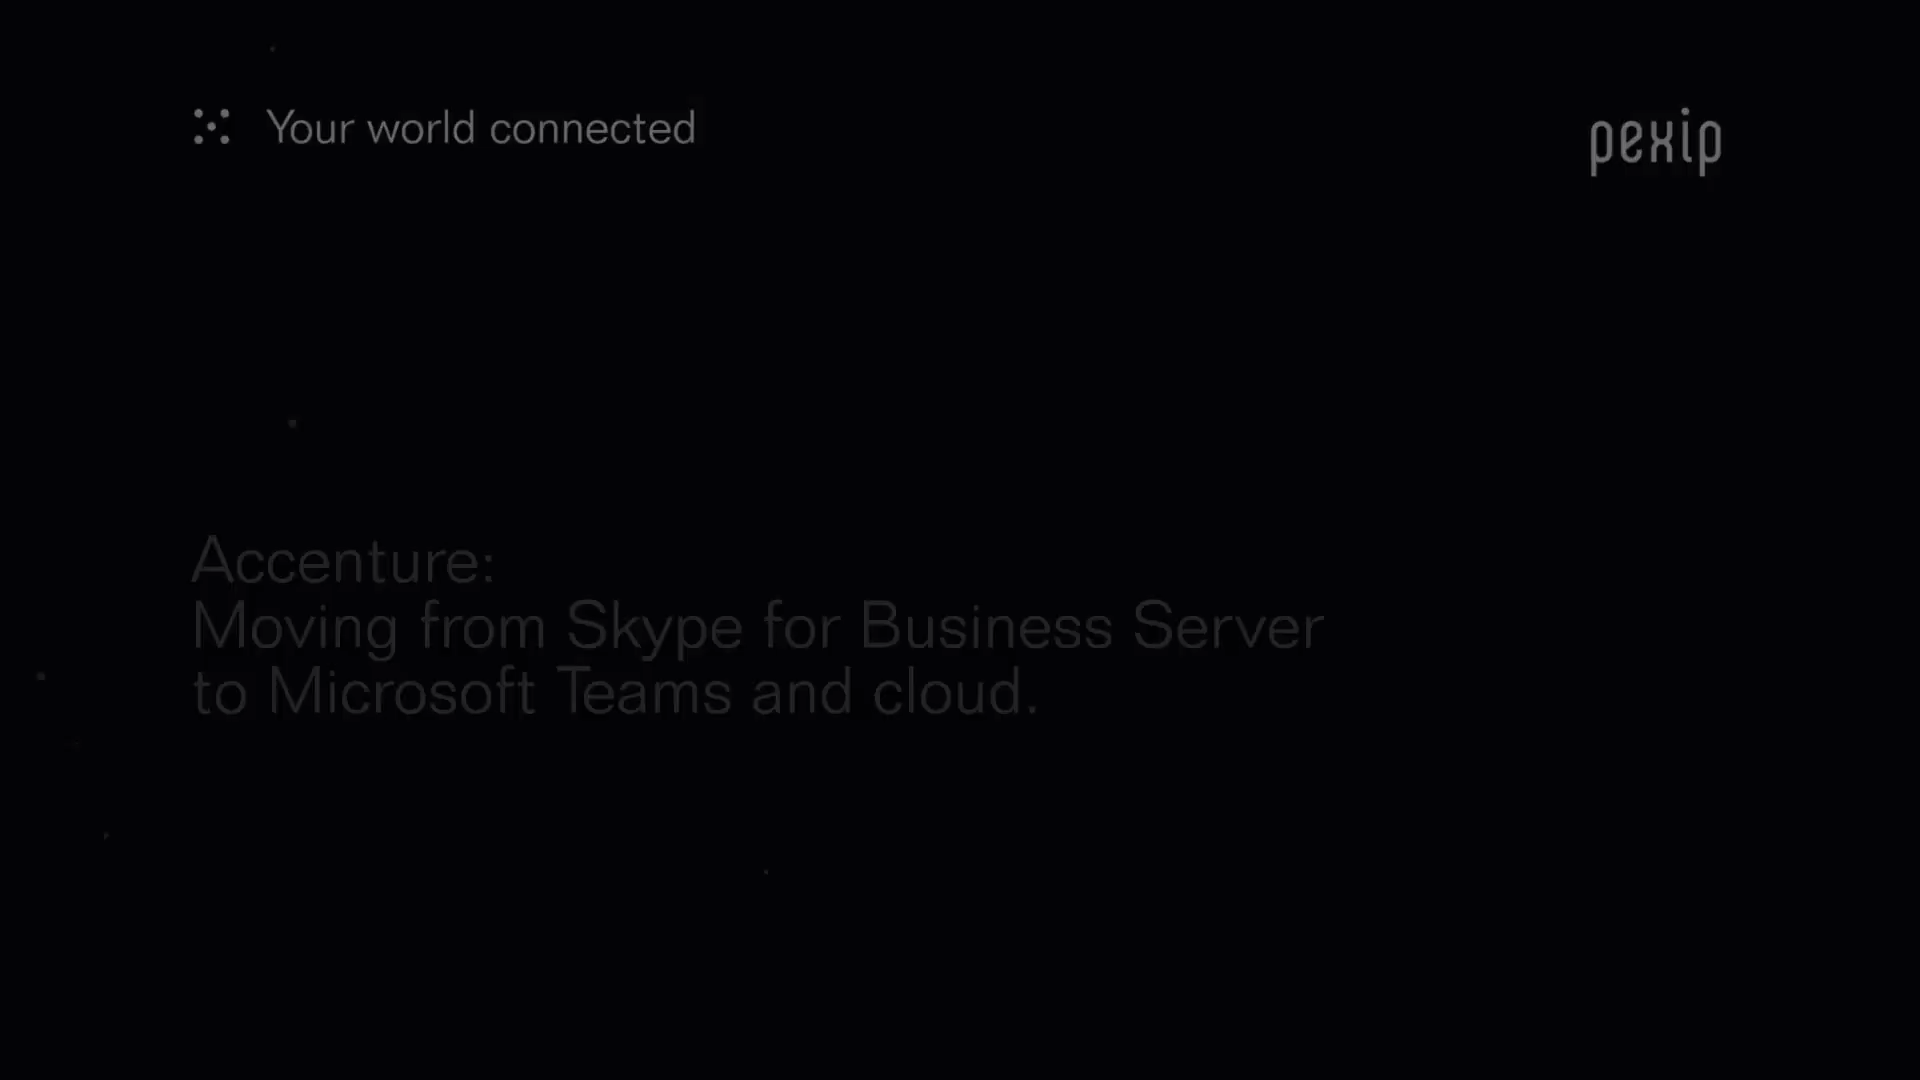 Your world connected
pexip
Accenture:
Moving from Skype for Business Server
to Microsoft Teams and cloud.